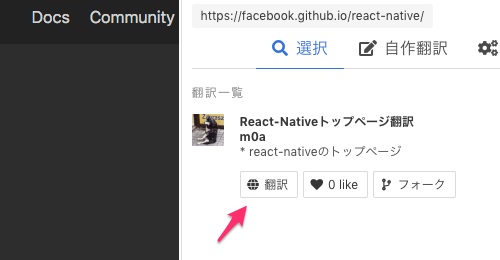 Docs Community
https://facebook.github.io/react-native/
選択 自作翻訳
翻訳一覧
React-Nativeトップページ翻訳
m0a
* react-nativeのトップページ
翻訳 0 like フォーク